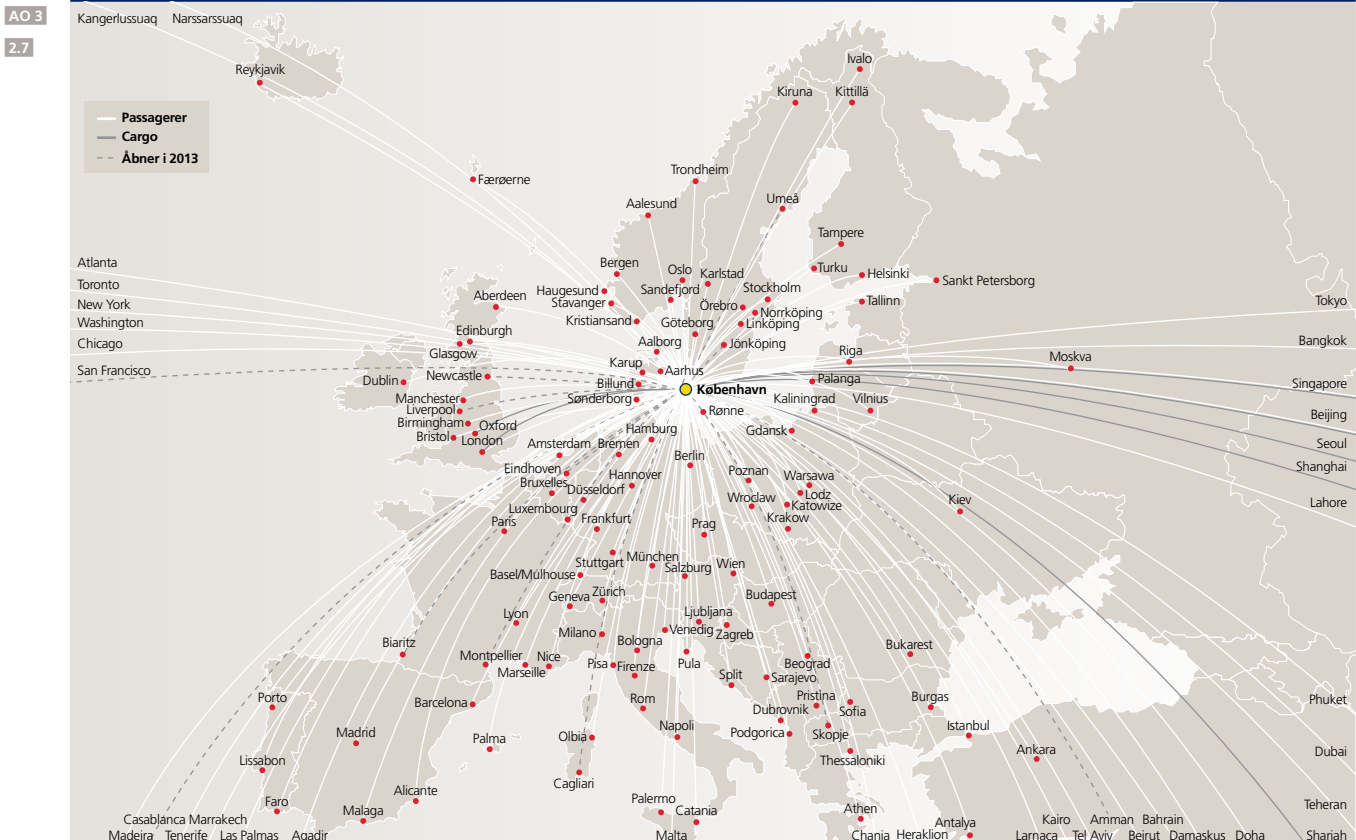 AO 3
2.7
Kangerlussuaq
Narssarssuaq
Reykjavik
Passagerer
Cargo
Åbner i 2013
Ivalo
Kiruna
Kittillä
Færøerne
Trondheim
Aalesund
Umeå
Tampere
Atlanta
Toronto
New York
Washington
Chicago
San Francisco
Bergen
Oslo
Karlstad
Turku
Helsinki
Sankt Petersborg
Haugesund
Sandefjord
Stockholm
Aberdeen
Stavanger
Örebro
Tallinn
Tokyo
Norrköping
Kristiansand
Göteborg
Linköping
Edinburgh
Glasgow
Aalborg
Jönköping
Riga
Moskva
Bangkok
Karup
Aarhus
Dublin
Newcastle
Billund
København
Palanga
Singapore
Manchester
Sønderborg
Kaliningrad
Vilnius
Liverpool
Rønne
Beijing
Birmingham
Oxford
Bristol
London
Hamburg
Gdansk
Amsterdam
Bremen
Seoul
Berlin
Eindhoven
Hannover
Poznan
Warsawa
Shanghai
Bruxelles
Düsseldorf
Wroclaw
Lodz
Luxembourg
Katowize
Kiev
Lahore
Paris
Frankfurt
Prag
Krakow
Stuttgart
München
Salzburg
Wien
Basel/Mulhouse
Geneva
Zürich
Budapest
Lyon
Ljubljana
Milano
Venedig
Zagreb
Biaritz
Bologna
Bukarest
Montpellier
Nice
Marseille
Pisa
Firenze
Pula
Beograd
Split
Sarajevo
Porto
Barcelona
Rom
Pristina
Burgas
Phuket
Dubrovnik
Sofia
Madrid
Palma
Olbia
Napoli
Podgorica
Skopje
Istanbul
Lissabon
Thessaloniki
Ankara
Dubai
Cagliari
Alicante
Faro
Malaga
Palermo
Catania
Athen
Teheran
Casablanca
Marrakech
Antalya
Kairo
Amman
Bahrain
Madeira
Tenerife
Las Palmas
Agadir
Malta
Chania
Heraklion
Larnaca
Tel Aviv
Beirut
Damaskus
Doha
Sharjah